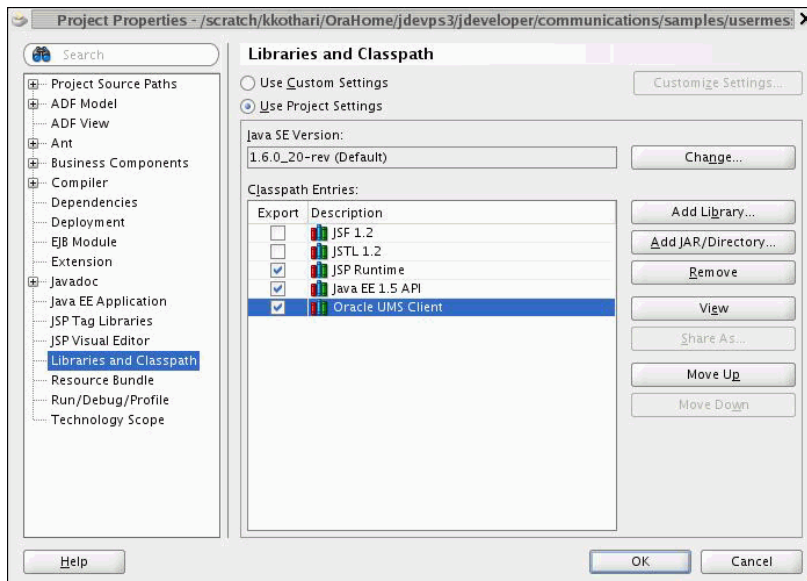 Project Properties - /scratch/kkothari/OraHome/jdevps3/jdeveloper/communications/samples/usermes
Search
Project Source Paths
ADF Model
ADF View
Ant
Business Components
Compiler
Dependencies
Deployment
EJB Module
Extension
Javadoc
Java EE Application
JSP Tag Libraries
JSP Visual Editor
Libraries and Classpath
Resource Bundle
Run/Debug/Profile
Technology Scope
Libraries and Classpath
Use Custom Settings
Customize Settings...
Use Project Settings
Java SE Version:
1.6.0_20-rev (Default)
Change...
Classpath Entries:
Export Description
JSF 1.2
JSTL 1.2
JSP Runtime
Java EE 1.5 API
Oracle UMS Client
Add Library...
Add JAR/Directory...
Remove
View
Share As...
Move Up
Move Down
Help
OK
Cancel